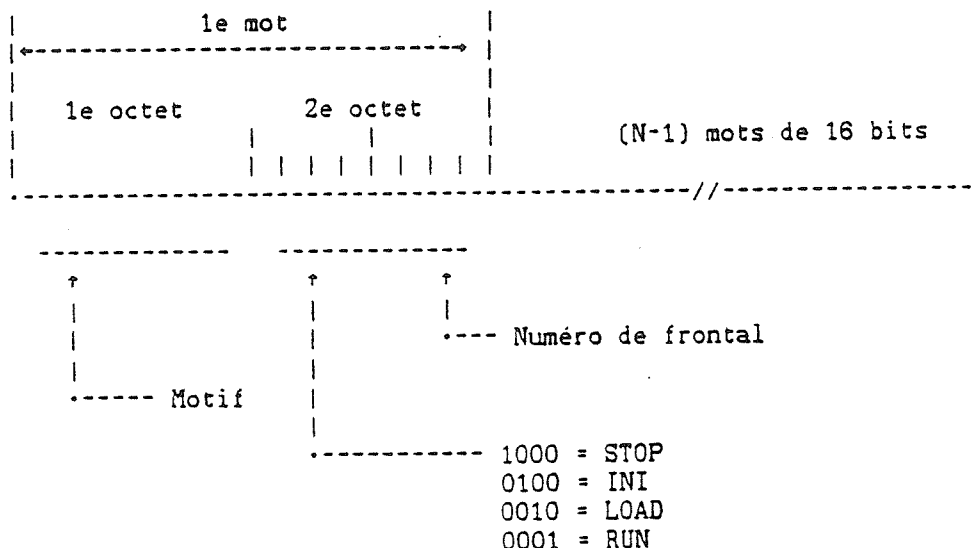 1e mot
1e octet 2e octet
(N-1) mots de 16 bits
Numéro de frontal
Motif
1000 = STOP
0100 = INI
0010 = LOAD
0001 = RUN